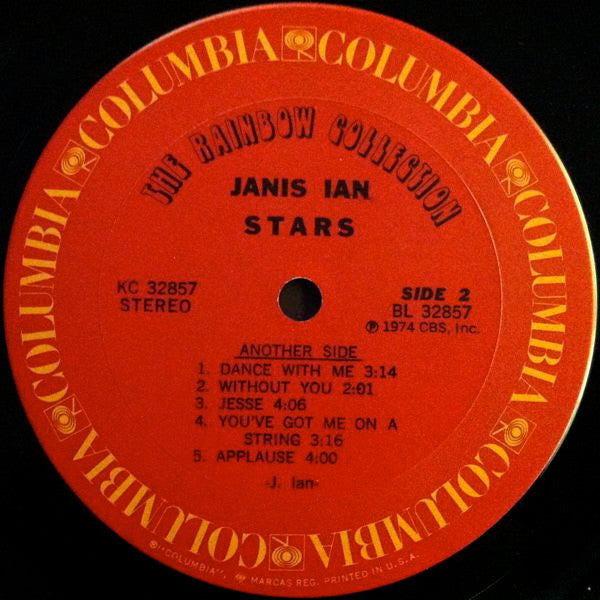 COLUMBIA COLUMBIA COLUMBIA COLUMBIA COLUMBIA COLUMBIA COLUMBIA
THE RAINBOW COLLECTION
JANIS IAN
STARS
KC 32857
STEREO
SIDE 2
BL 32857
℗ 1974 CBS, Inc.
ANOTHER SIDE
1. DANCE WITH ME 3:14
2. WITHOUT YOU 2:01
3. JESSE 4:06
4. YOU'VE GOT ME ON A
STRING 3:16
5. APPLAUSE 4:00
-J. Ian-
®"COLUMBIA", MARCAS REG. PRINTED IN U.S.A.